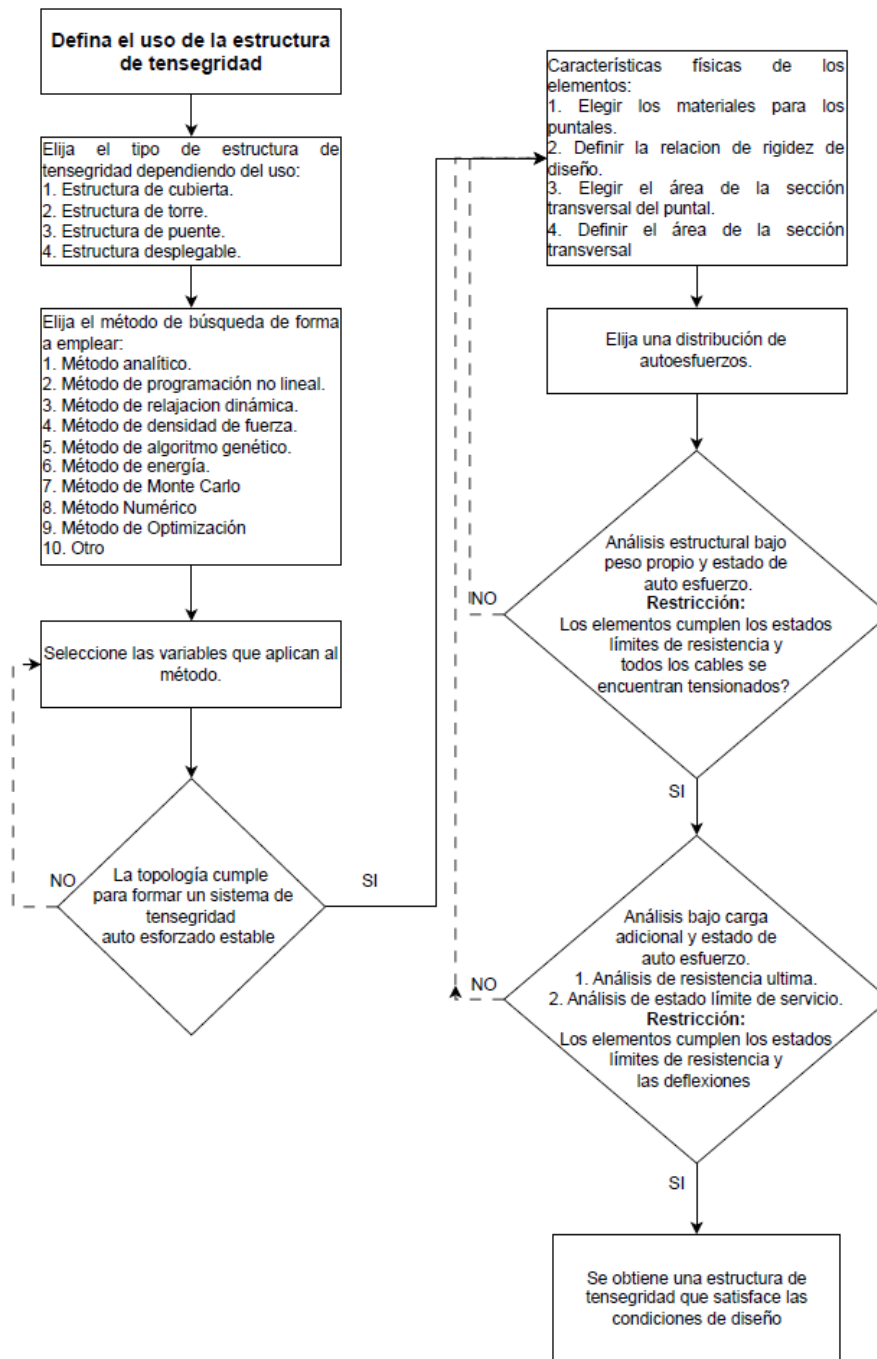 Defina el uso de la estructura
de tensegridad
Elija el tipo de estructura de
tensegridad dependiendo del uso:
1. Estructura de cubierta.
2. Estructura de torre.
3. Estructura de puente.
4. Estructura desplegable.
Elija el método de búsqueda de forma
a emplear:
1. Método analítico.
2. Método de programación no lineal.
3. Método de relajacion dinámica.
4. Método de densidad de fuerza.
5. Método de algoritmo genético.
6. Método de energía.
7. Método de Monte Carlo
8. Método Numérico
9. Método de Optimización
10. Otro
Seleccione las variables que aplican al
método.
NO
La topología cumple
para formar un sistema de
tensegridad
auto esforzado estable
SI
Características físicas de los
elementos:
1. Elegir los materiales para los
puntales.
2. Definir la relacion de rigidez de
diseño.
3. Elegir el área de la sección
transversal del puntal.
4. Definir el área de la sección
transversal
Elija una distribución de
autoesfuerzos.
Análisis estructural bajo
peso propio y estado de
auto esfuerzo.
Restricción:
Los elementos cumplen los estados
límites de resistencia y
todos los cables se
encuentran tensionados?
NO
SI
Análisis bajo carga
adicional y estado de
auto esfuerzo.
1. Análisis de resistencia ultima.
2. Análisis de estado límite de servicio.
Restricción:
Los elementos cumplen los estados
límites de resistencia y
las deflexiones
NO
SI
Se obtiene una estructura de
tensegridad que satisface las
condiciones de diseño